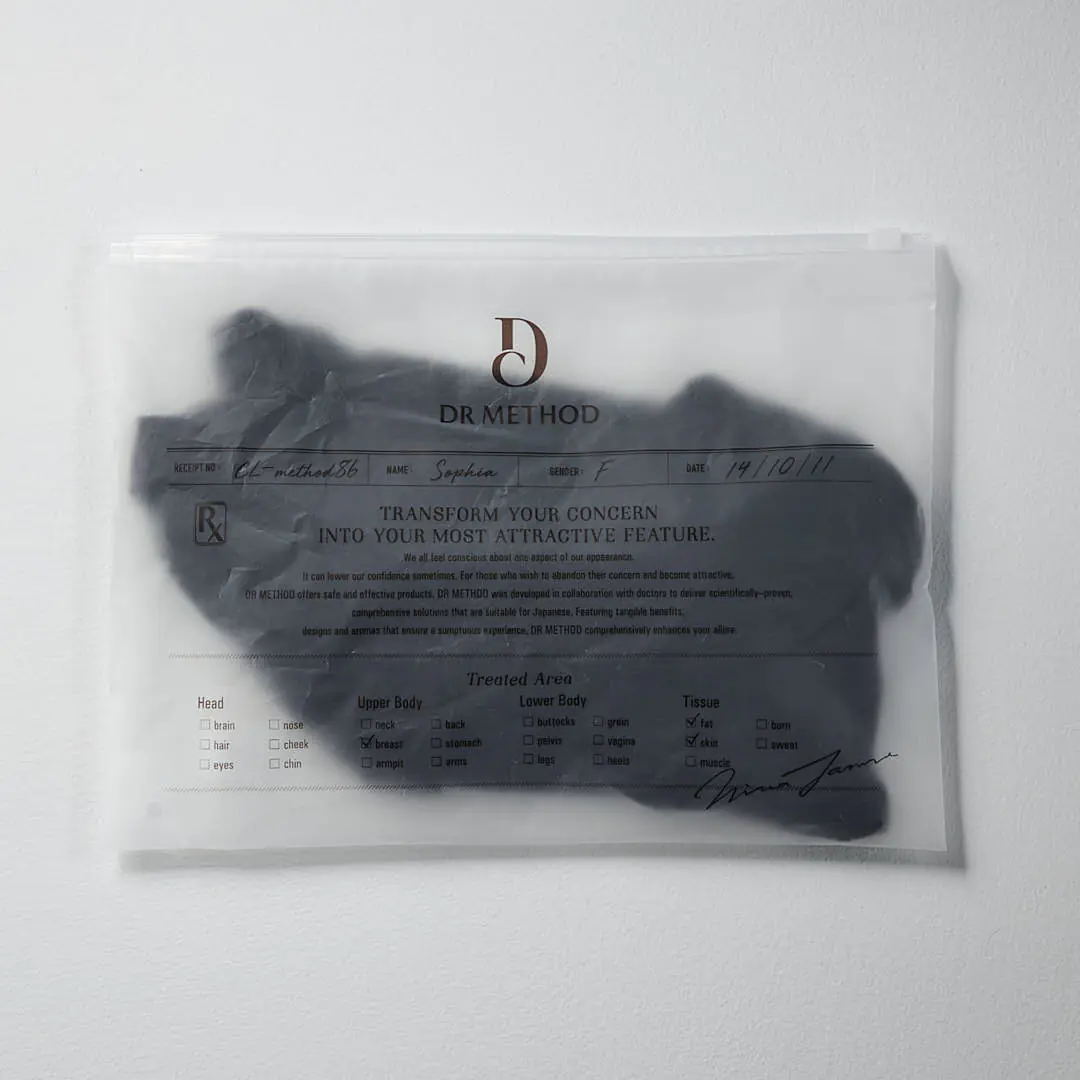 DC
DR METHOD
RECEIPT NO : CL-method86 NAME : Sophia GENDER : F DATE : 14/10/11
Rx
TRANSFORM YOUR CONCERN
INTO YOUR MOST ATTRACTIVE FEATURE.
We all feel conscious about one aspect of our appearance.
It can lower our confidence sometimes. For those who wish to abandon their concern and become attractive,
DR METHOD offers safe and effective products. DR METHOD was developed in collaboration with doctors to deliver scientifically-proven,
comprehensive solutions that are suitable for Japanese. Featuring tangible benefits,
designs and aromas that ensure a sumptuous experience, DR METHOD comprehensively enhances your allure.
Treated Area
Head Upper Body Lower Body Tissue
brain nose neck back buttocks groin fat burn
hair cheek breast stomach pelvis vagina skin sweat
eyes chin armpit arms legs heels muscle